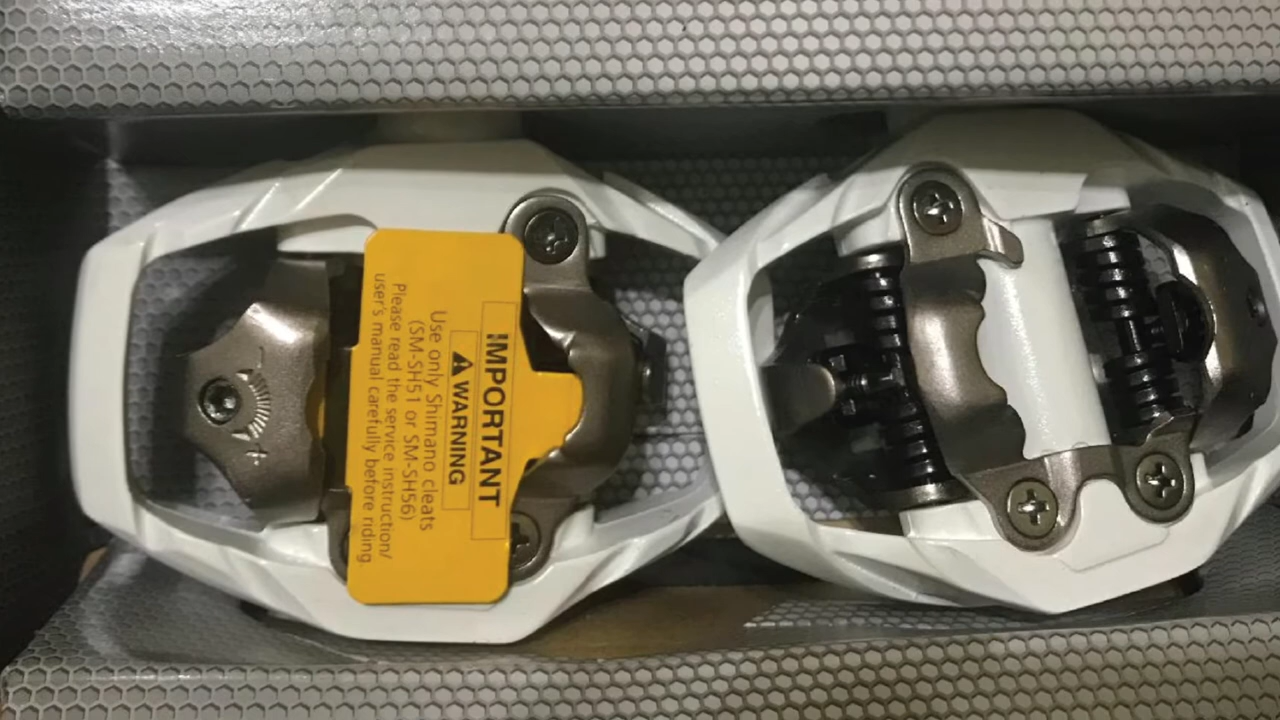 IMPORTANT
WARNING
Use only Shimano cleats
(SM-SH51 or SM-SH56)
Please read the service instruction/
user's manual carefully before riding.
- +